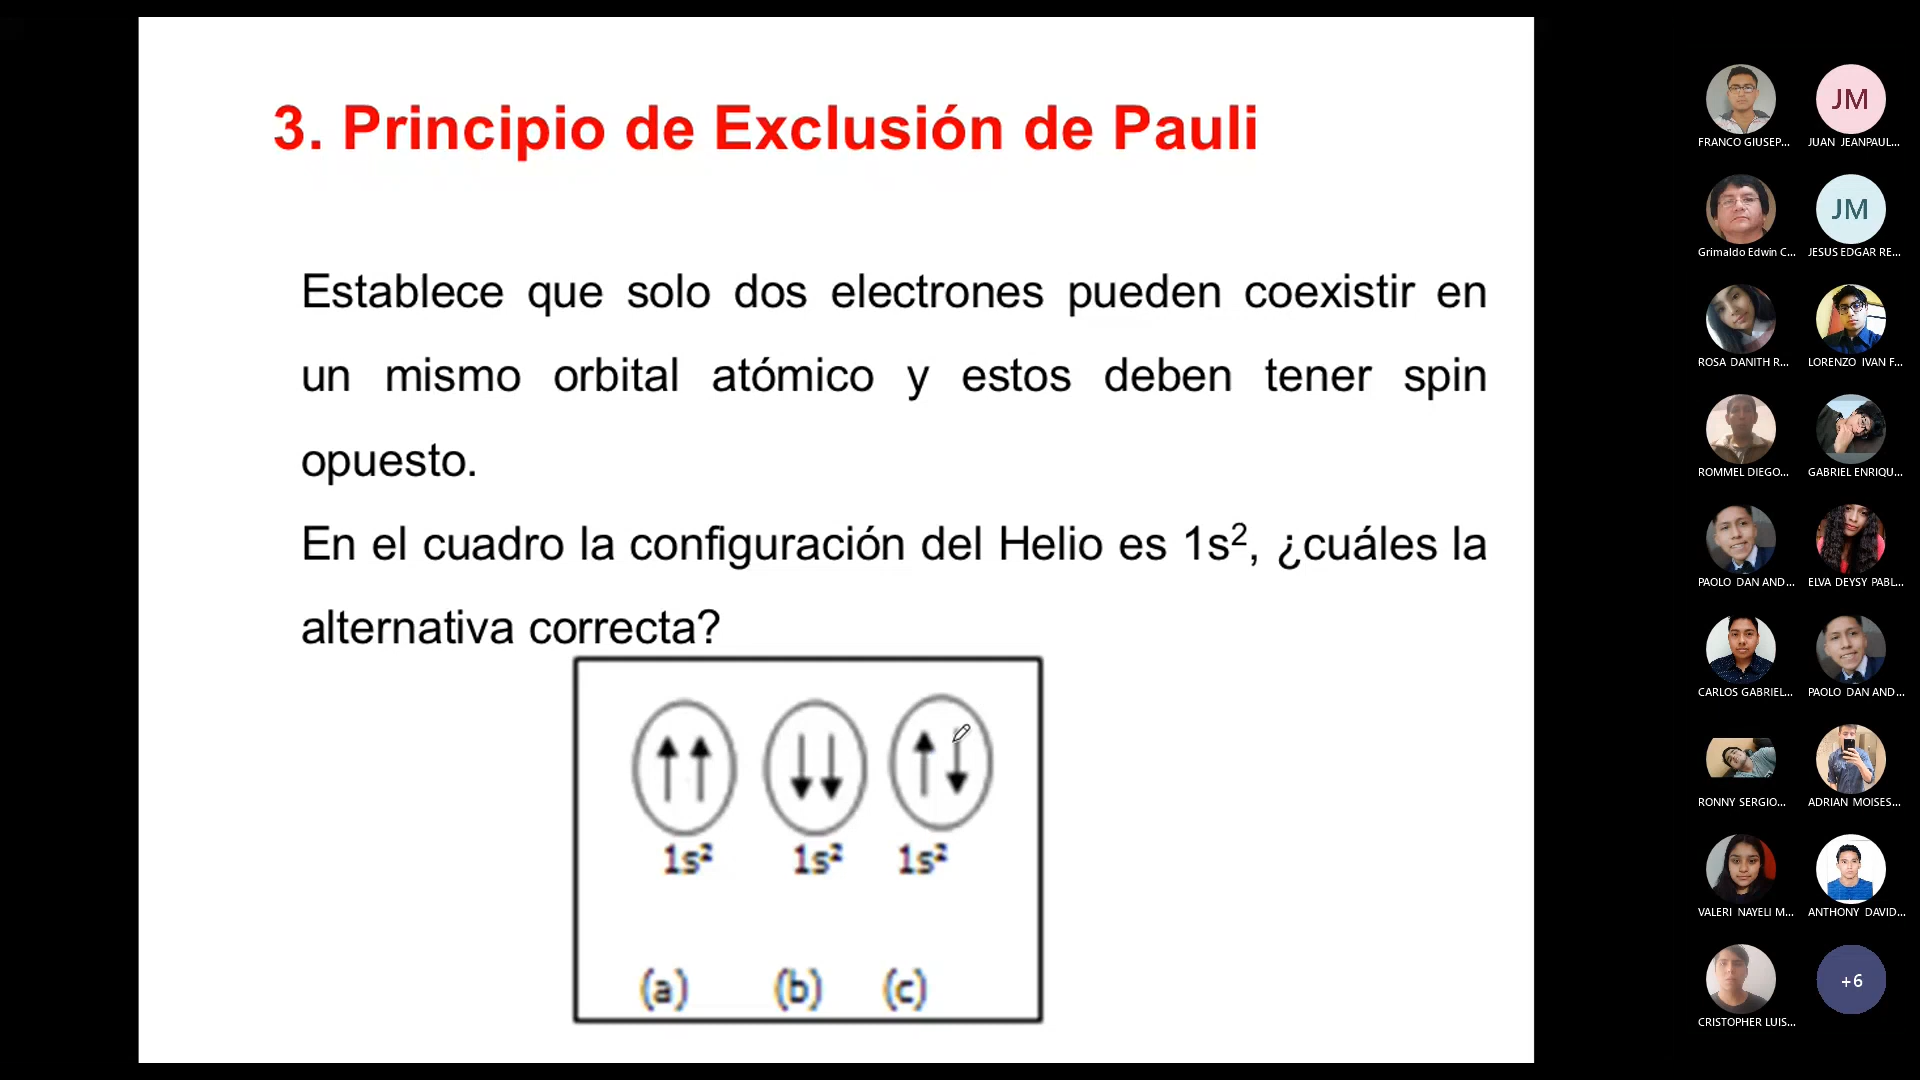 3. Principio de Exclusión de Pauli
Establece que solo dos electrones pueden coexistir en
un mismo orbital atómico y estos deben tener spin
opuesto.
En el cuadro la configuración del Helio es 1s², ¿cuáles la
alternativa correcta?
1s² 1s² 1s²
(a) (b) (c)
JM
FRANCO GIUSEP... JUAN JEANPAUL...
JM
Grimaldo Edwin C... JESUS EDGAR RE...
ROSA DANITH R... LORENZO IVAN F...
ROMMEL DIEGO... GABRIEL ENRIQU...
PAOLO DAN AND... ELVA DEYSY PABL...
CARLOS GABRIEL... PAOLO DAN AND...
RONNY SERGIO... ADRIAN MOISES...
VALERI NAYELI M... ANTHONY DAVID...
+6
CRISTOPHER LUIS...